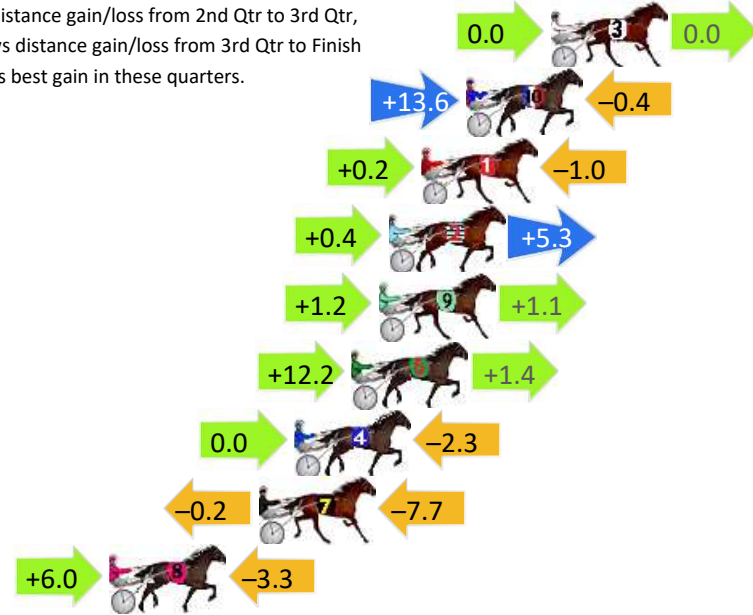 istance gain/loss from 2nd Qtr to 3rd Qtr,
s distance gain/loss from 3rd Qtr to Finish
s best gain in these quarters.
0.0 3 0.0
+13.6 10 –0.4
+0.2 1 –1.0
+0.4 +5.3
+1.2 9 +1.1
+12.2 +1.4
0.0 4 –2.3
–0.2 7 –7.7
+6.0 8 –3.3